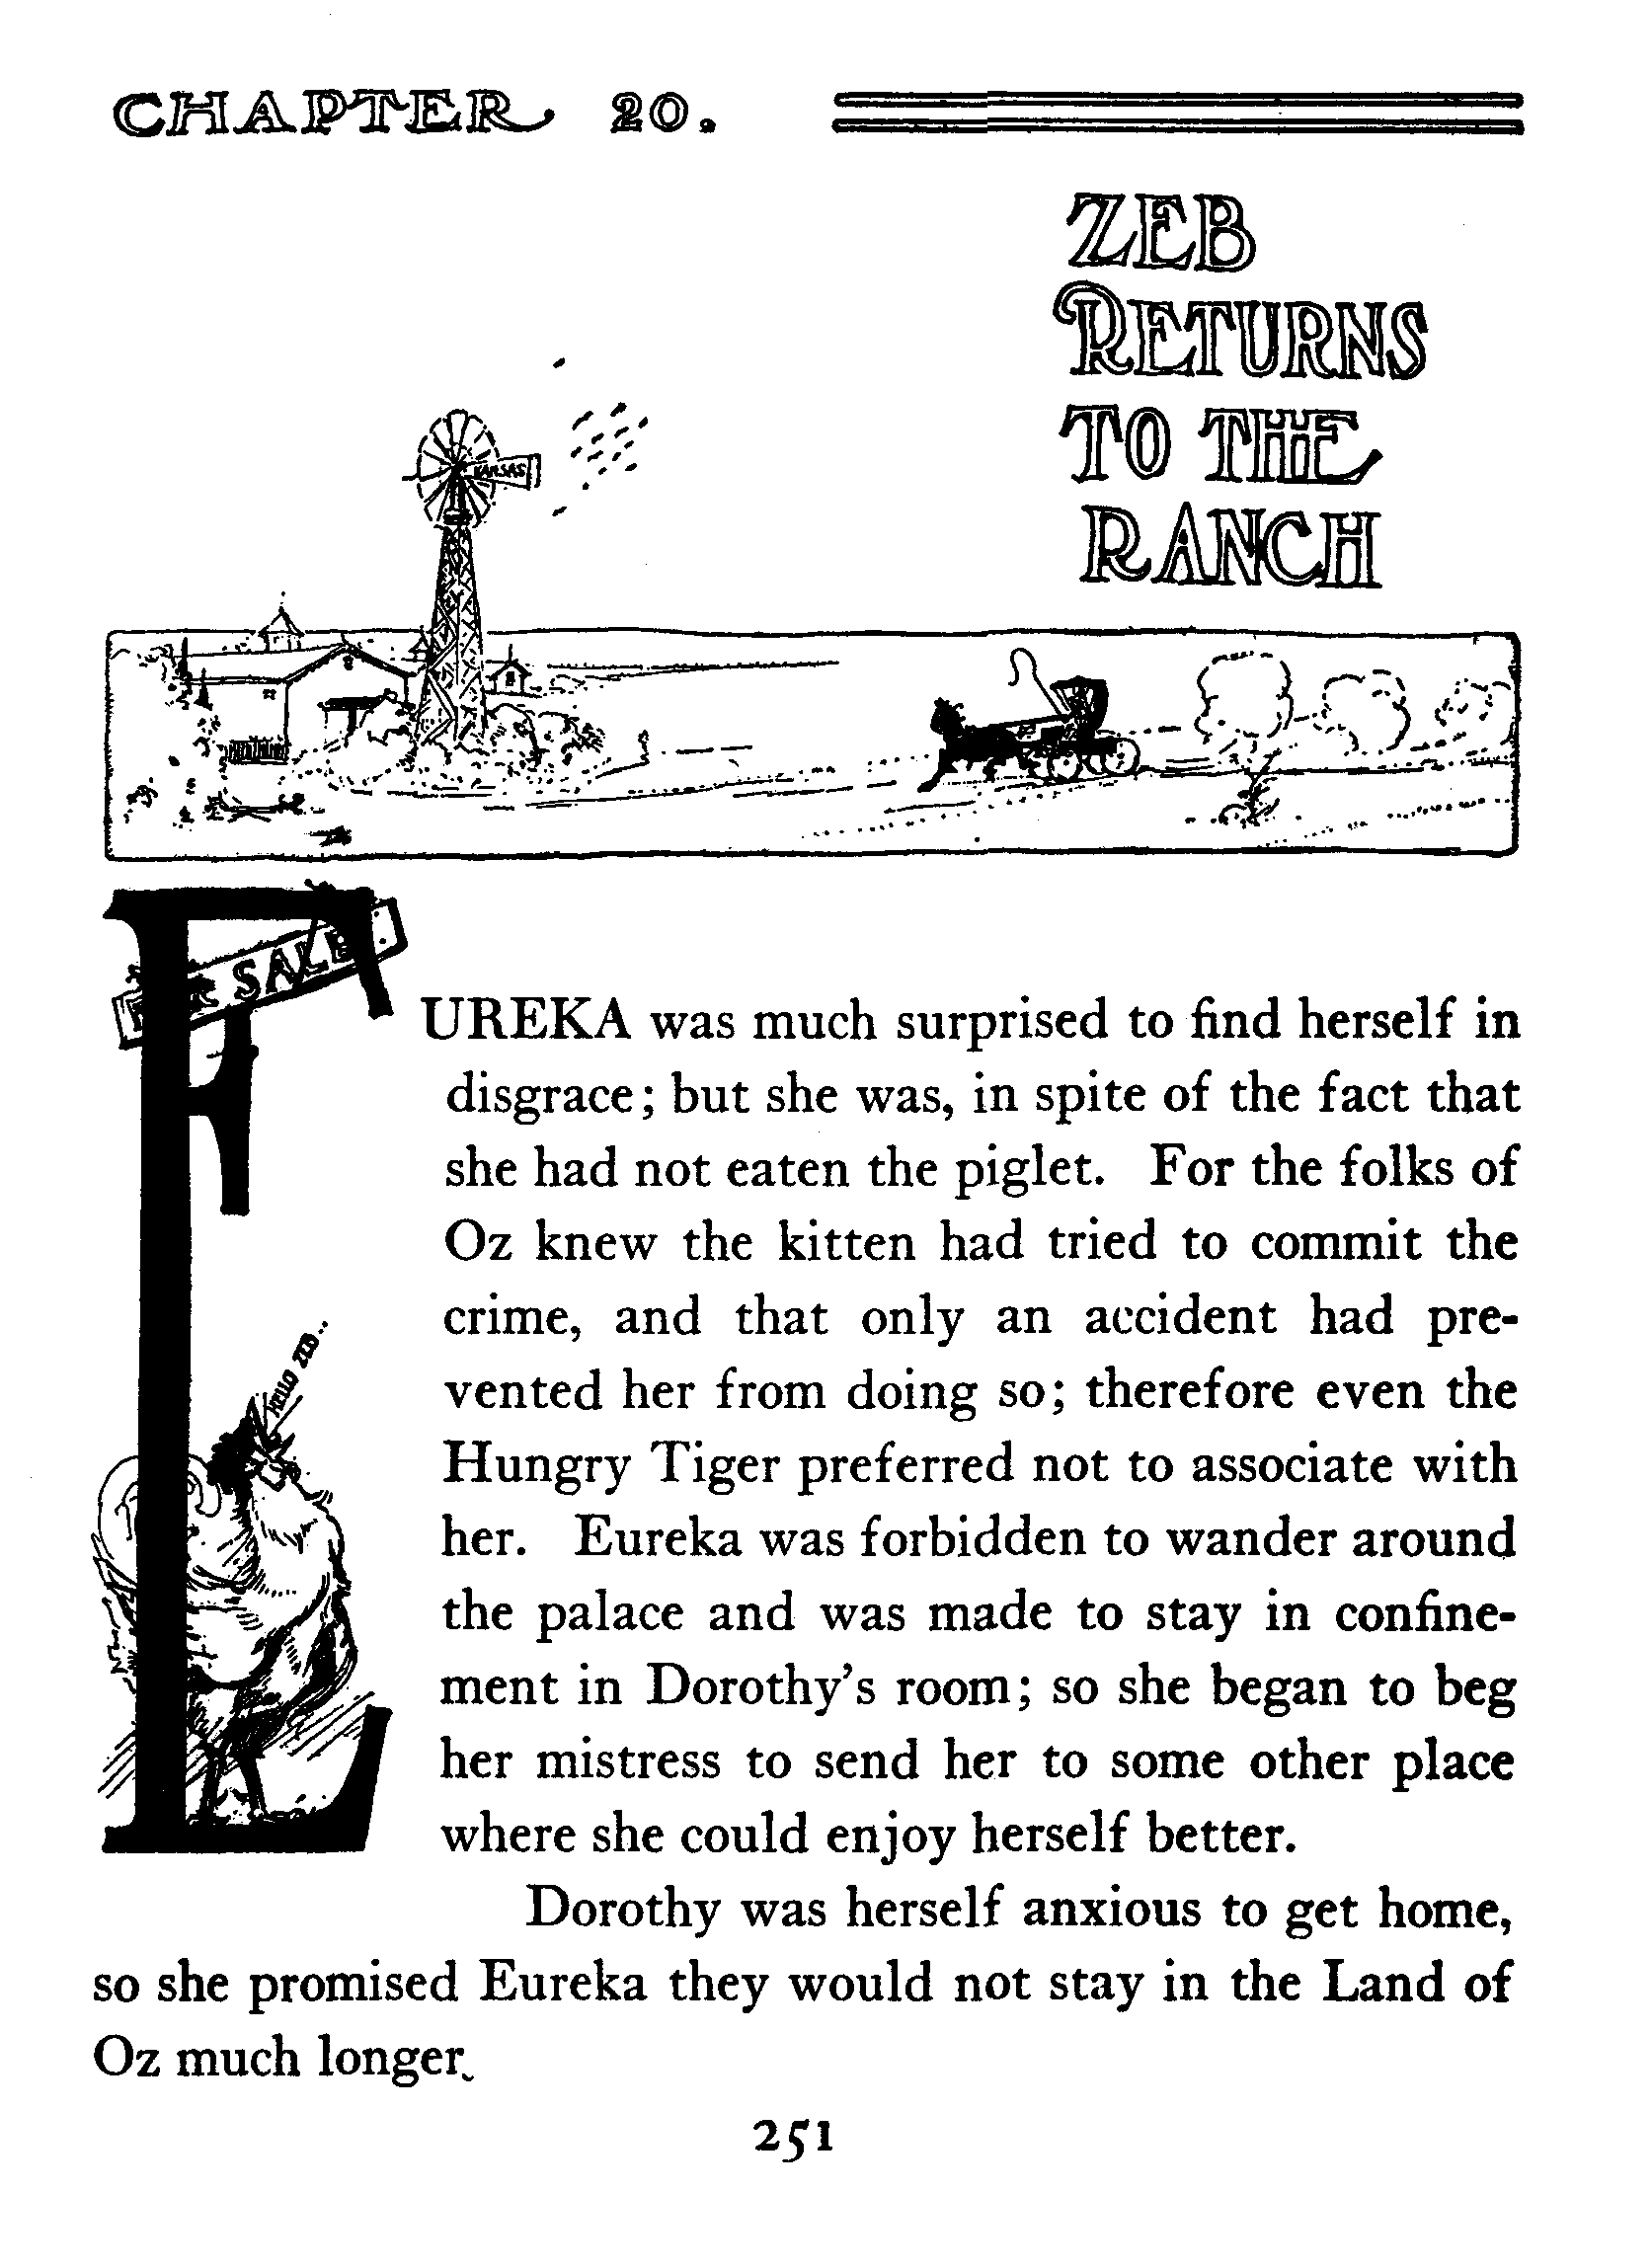 CHAPTER 20.
ZEB
RETURNS
TO THE
RANCH
KANSAS
FOR SALE
EUREKA was much surprised to find herself in
disgrace; but she was, in spite of the fact that
she had not eaten the piglet. For the folks of
Oz knew the kitten had tried to commit the
crime, and that only an accident had pre-
vented her from doing so; therefore even the
Hungry Tiger preferred not to associate with
her. Eureka was forbidden to wander around
the palace and was made to stay in confine-
ment in Dorothy's room; so she began to beg
her mistress to send her to some other place
where she could enjoy herself better.
HELLO ZEB..
Dorothy was herself anxious to get home,
so she promised Eureka they would not stay in the Land of
Oz much longer.
251